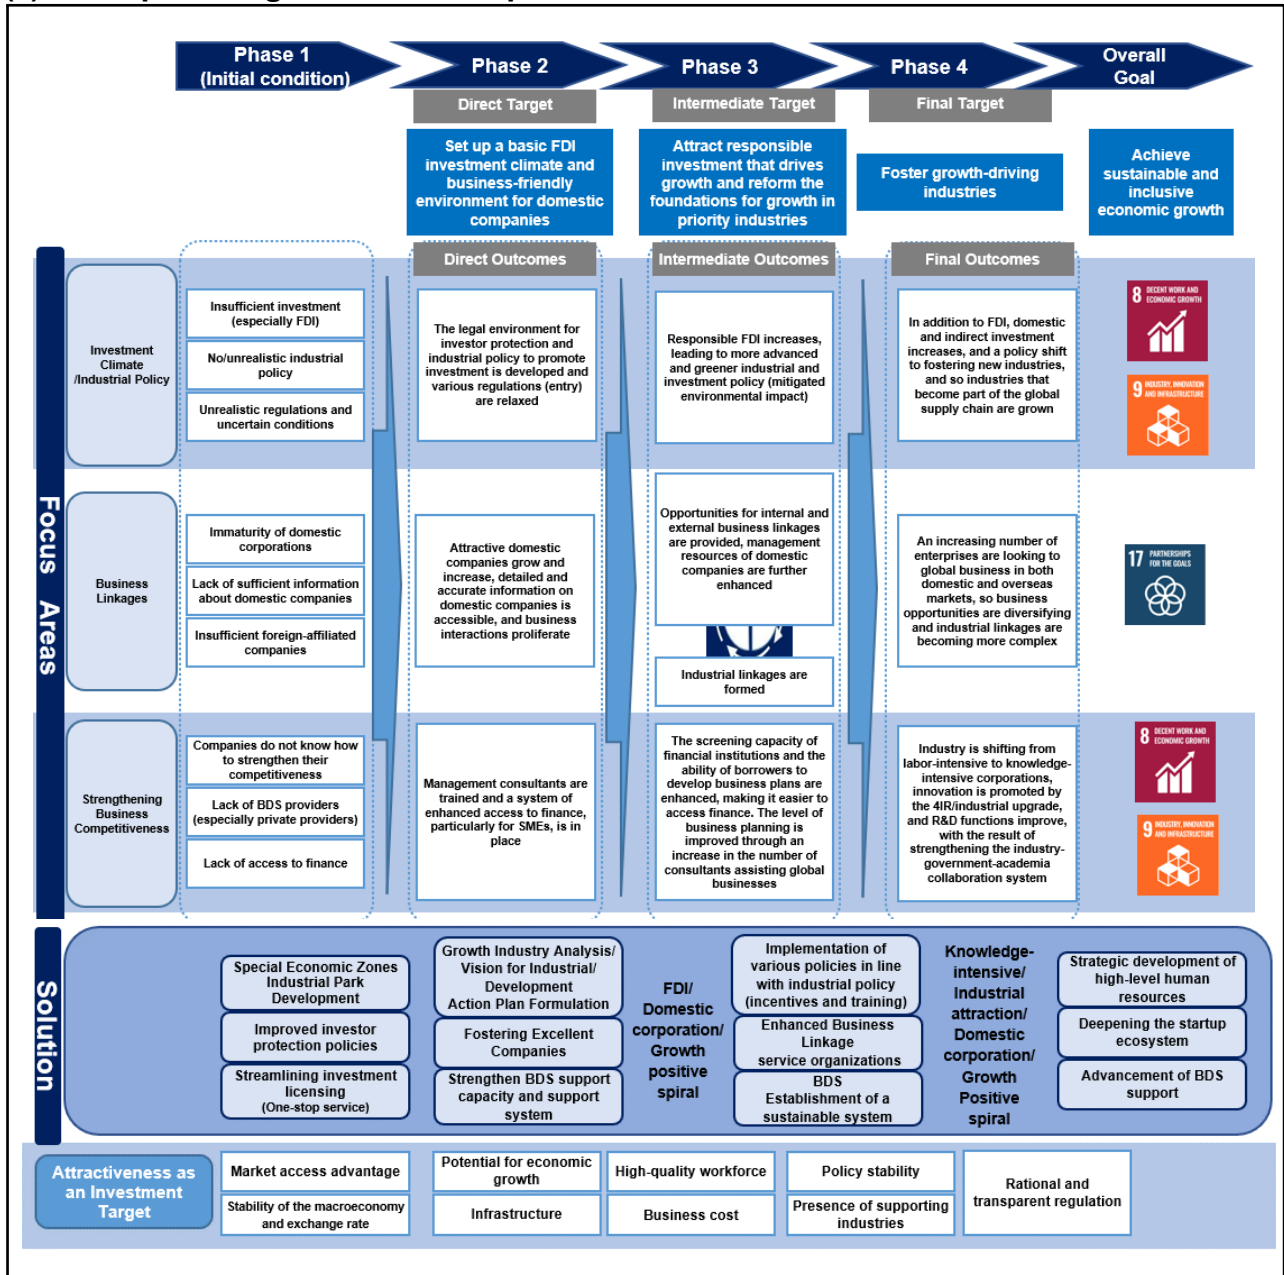 Phase 1
(Initial condition)
Phase 2
Phase 3
Phase 4
Overall
Goal
Direct Target
Intermediate Target
Final Target
Set up a basic FDI
investment climate and
business-friendly
environment for domestic
companies
Attract responsible
investment that drives
growth and reform the
foundations for growth in
priority industries
Foster growth-driving
industries
Achieve
sustainable and
inclusive
economic growth
Direct Outcomes
Intermediate Outcomes
Final Outcomes
Focus Areas
Investment
Climate
/Industrial Policy
Insufficient investment
(especially FDI)
No/unrealistic industrial
policy
Unrealistic regulations and
uncertain conditions
The legal environment for
investor protection and
industrial policy to promote
investment is developed and
various regulations (entry)
are relaxed
Responsible FDI increases,
leading to more advanced
and greener industrial and
investment policy (mitigated
environmental impact)
In addition to FDI, domestic
and indirect investment
increases, and a policy shift
to fostering new industries,
and so industries that
become part of the global
supply chain are grown
8 DECENT WORK AND
ECONOMIC GROWTH
9 INDUSTRY, INNOVATION
AND INFRASTRUCTURE
Business
Linkages
Immaturity of domestic
corporations
Lack of sufficient information
about domestic companies
Insufficient foreign-affiliated
companies
Attractive domestic
companies grow and
increase, detailed and
accurate information on
domestic companies is
accessible, and business
interactions proliferate
Opportunities for internal and
external business linkages
are provided, management
resources of domestic
companies are further
enhanced
Industrial linkages are
formed
An increasing number of
enterprises are looking to
global business in both
domestic and overseas
markets, so business
opportunities are diversifying
and industrial linkages are
becoming more complex
17 PARTNERSHIPS
FOR THE GOALS
Strengthening
Business
Competitiveness
Companies do not know how
to strengthen their
competitiveness
Lack of BDS providers
(especially private providers)
Lack of access to finance
Management consultants are
trained and a system of
enhanced access to finance,
particularly for SMEs, is in
place
The screening capacity of
financial institutions and the
ability of borrowers to
develop business plans are
enhanced, making it easier to
access finance. The level of
business planning is
improved through an
increase in the number of
consultants assisting global
businesses
Industry is shifting from
labor-intensive to knowledge-
intensive corporations,
innovation is promoted by
the 4IR/industrial upgrade,
and R&D functions improve,
with the result of
strengthening the industry-
government-academia
collaboration system
8 DECENT WORK AND
ECONOMIC GROWTH
9 INDUSTRY, INNOVATION
AND INFRASTRUCTURE
Solution
Special Economic Zones
Industrial Park
Development
Improved investor
protection policies
Streamlining investment
licensing
(One-stop service)
Growth Industry Analysis/
Vision for Industrial/
Development
Action Plan Formulation
Fostering Excellent
Companies
Strengthen BDS support
capacity and support
system
FDI/
Domestic
corporation/
Growth
positive
spiral
Implementation of
various policies in line
with industrial policy
(incentives and training)
Enhanced Business
Linkage
service organizations
BDS
Establishment of a
sustainable system
Knowledge-
intensive/
Industrial
attraction/
Domestic
corporation/
Growth
Positive
spiral
Strategic development of
high-level human
resources
Deepening the startup
ecosystem
Advancement of BDS
support
Attractiveness as
an Investment
Target
Market access advantage
Stability of the macroeconomy
and exchange rate
Potential for economic
growth
Infrastructure
High-quality workforce
Business cost
Policy stability
Presence of supporting
industries
Rational and
transparent regulation